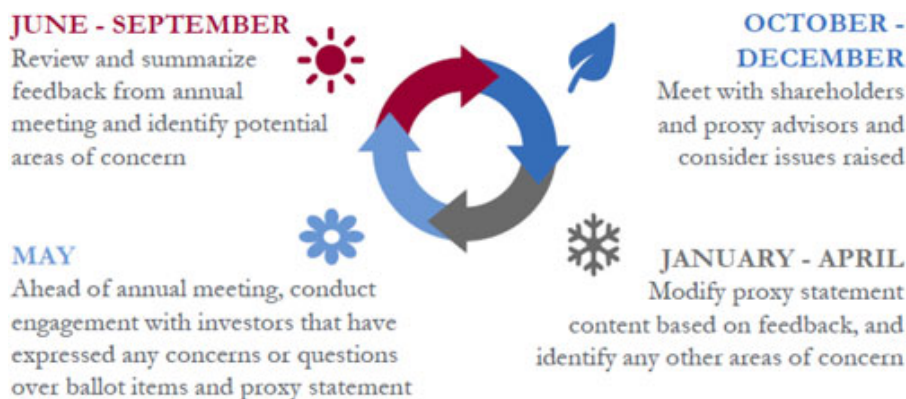 JUNE - SEPTEMBER
Review and summarize
feedback from annual
meeting and identify potential
areas of concern
OCTOBER -
DECEMBER
Meet with shareholders
and proxy advisors and
consider issues raised
MAY
Ahead of annual meeting, conduct
engagement with investors that have
expressed any concerns or questions
over ballot items and proxy statement
JANUARY - APRIL
Modify proxy statement
content based on feedback, and
identify any other areas of concern